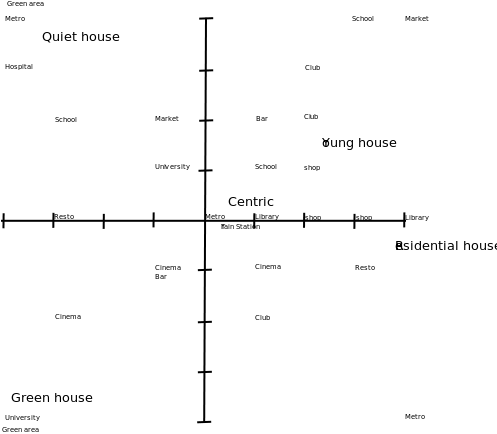 Green area
Metro
School
Market
Quiet house
Hospital
Club
School
Market
Bar
Club
Young house
University
School
shop
Centric
Resto
Metro
Library
shop
shop
Library
Train Station
Residential house
Cinema
Bar
Cinema
Resto
Cinema
Club
Green house
University
Metro
Green area